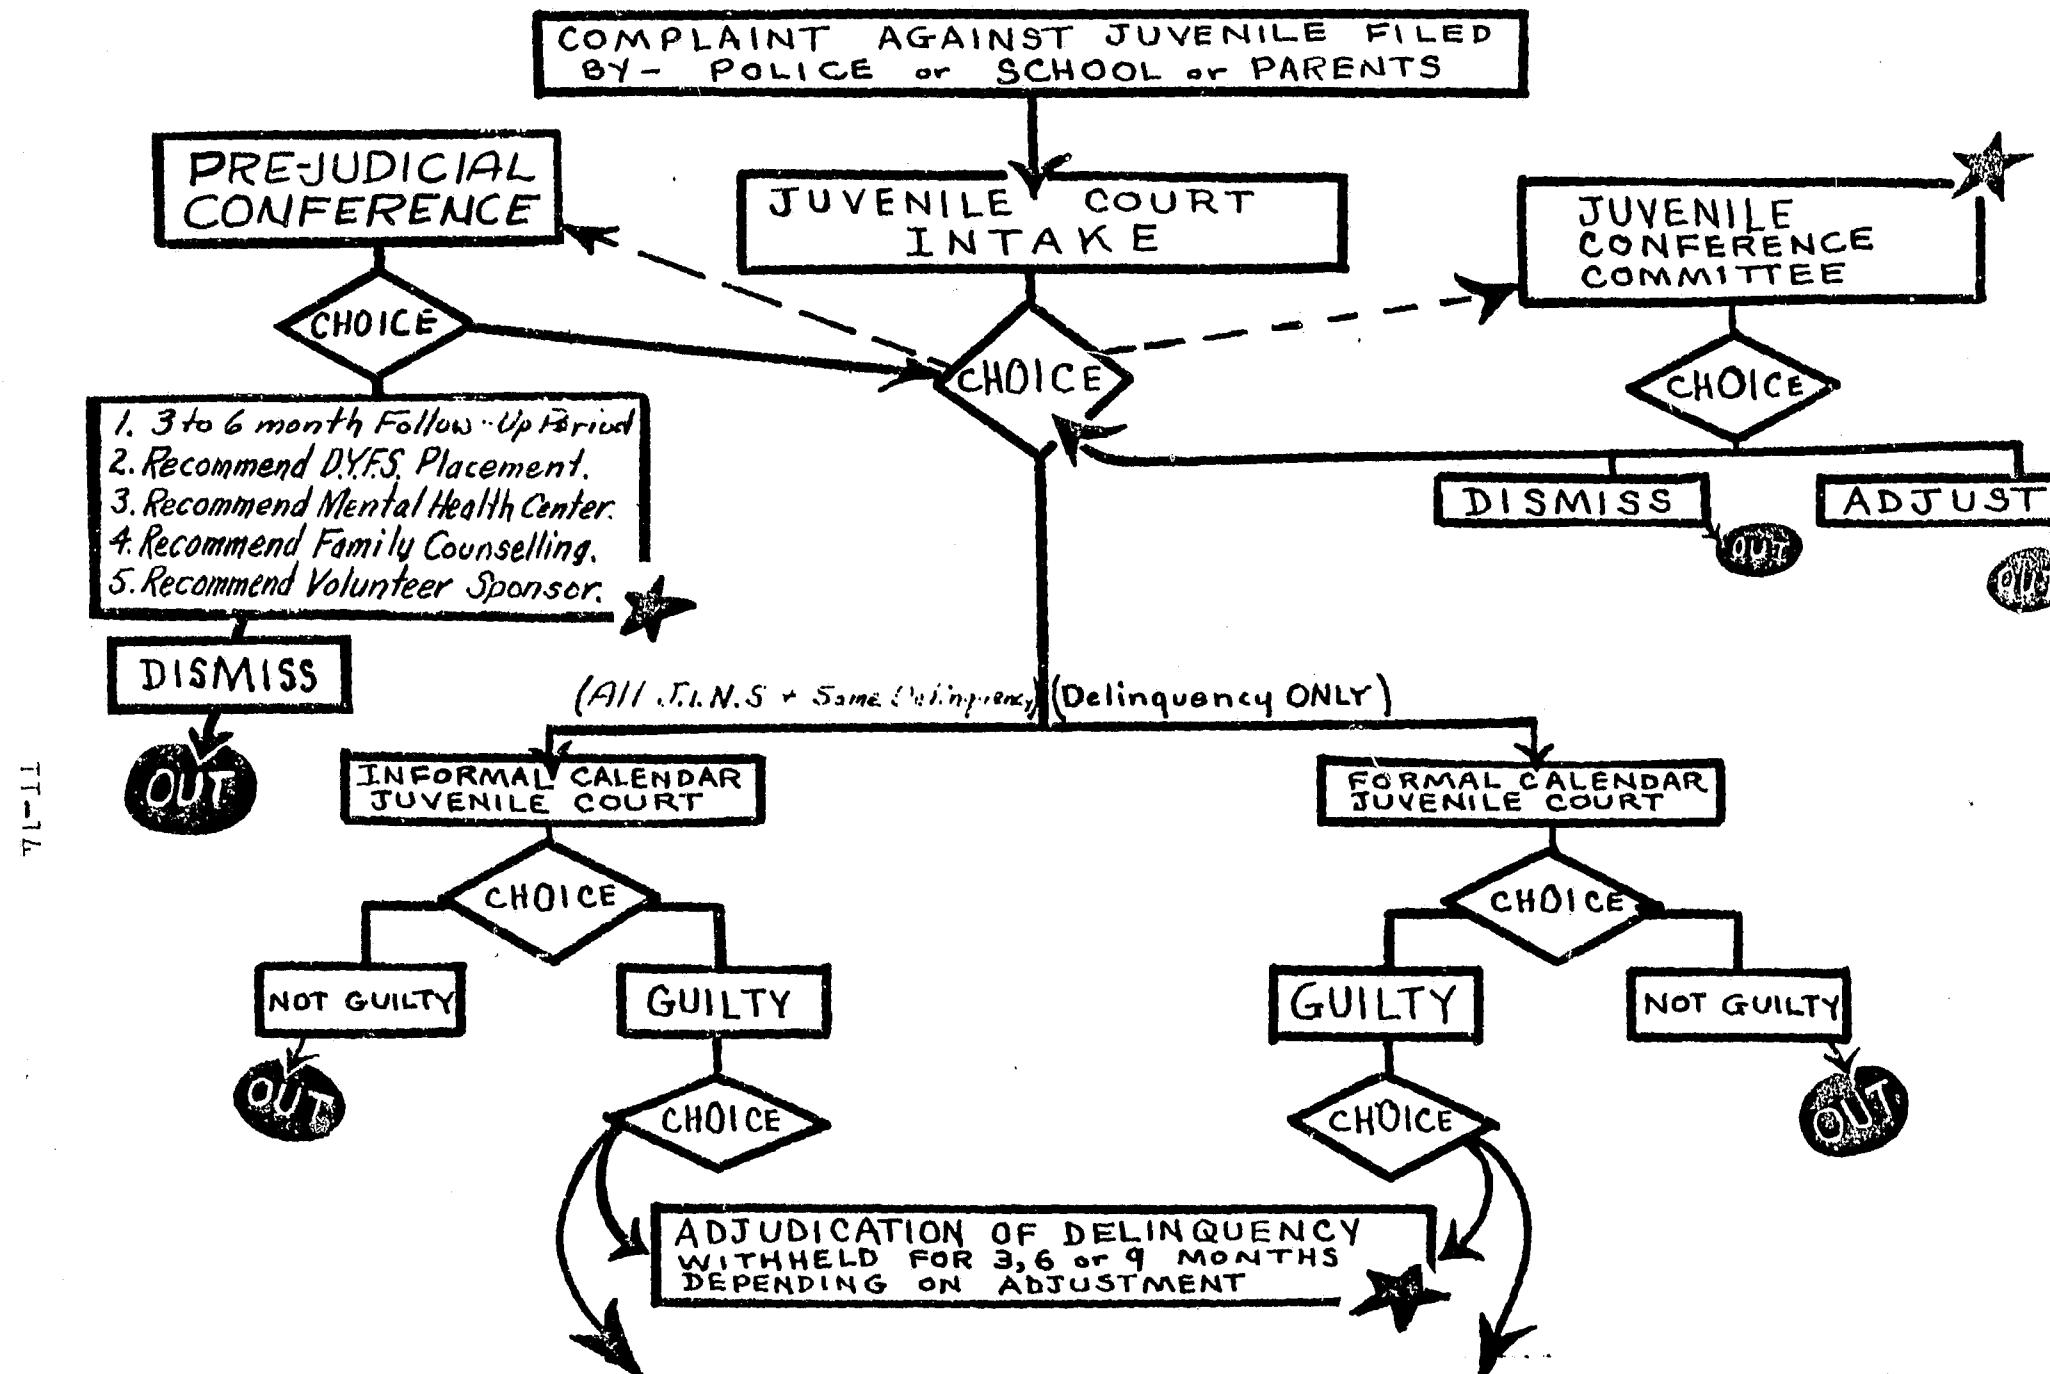 COMPLAINT AGAINST JUVENILE FILED
BY- POLICE or SCHOOL or PARENTS
PRE-JUDICIAL
CONFERENCE
JUVENILE COURT
INTAKE
JUVENILE
CONFERENCE
COMMITTEE
CHOICE
CHOICE
CHOICE
1. 3 to 6 month Follow-Up Period
2. Recommend D.Y.F.S. Placement.
3. Recommend Mental Health Center.
4. Recommend Family Counselling.
5. Recommend Volunteer Sponsor.
DISMISS
ADJUST
OUT
OUT
DISMISS
OUT
(All J.I.N.S + Some Delinquency)
(Delinquency ONLY)
INFORMAL CALENDAR
JUVENILE COURT
FORMAL CALENDAR
JUVENILE COURT
CHOICE
CHOICE
NOT GUILTY
GUILTY
GUILTY
NOT GUILTY
OUT
CHOICE
CHOICE
OUT
ADJUDICATION OF DELINQUENCY
WITHHELD FOR 3, 6 or 9 MONTHS
DEPENDING ON ADJUSTMENT